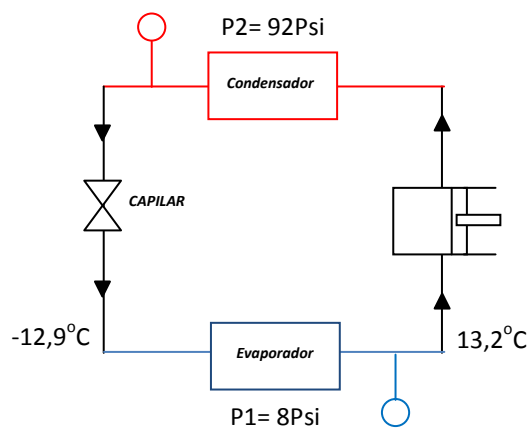 P2= 92Psi
Condensador
CAPILAR
-12,9°C
Evaporador
13,2°C
P1= 8Psi